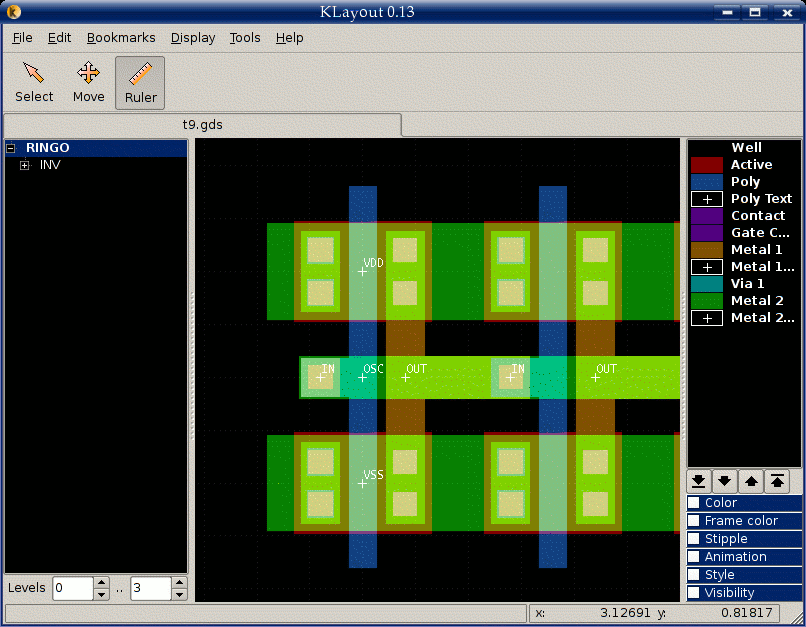 KLayout 0.13
File Edit Bookmarks Display Tools Help
Select Move Ruler
t9.gds
RINGO
INV
VDD
IN OSC OUT IN OUT
VSS
Well
Active
Poly
Poly Text
Contact
Gate C...
Metal 1
Metal 1...
Via 1
Metal 2
Metal 2...
Color
Frame color
Stipple
Animation
Style
Visibility
Levels 0 .. 3
x: 3.12691 y: 0.81817